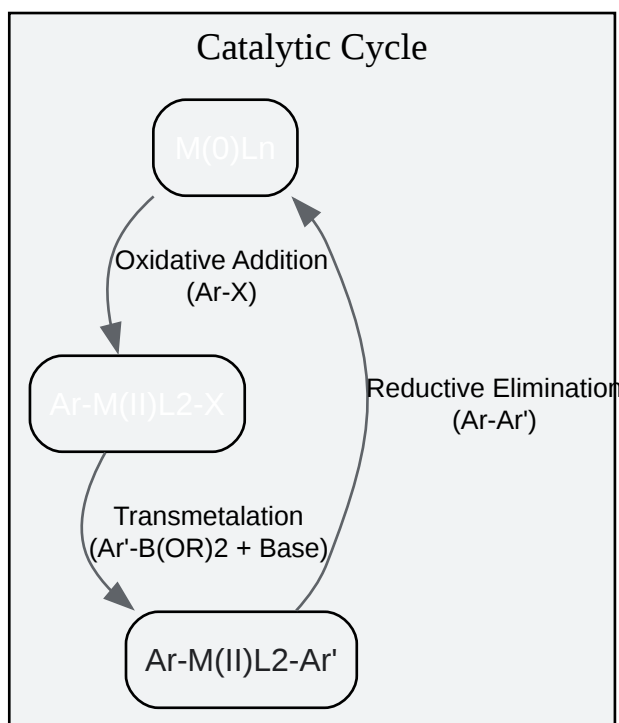 Catalytic Cycle
M(0)Ln
Oxidative Addition
(Ar-X)
Ar-M(II)L2-X
Reductive Elimination
(Ar-Ar')
Transmetalation
(Ar'-B(OR)2 + Base)
Ar-M(II)L2-Ar'